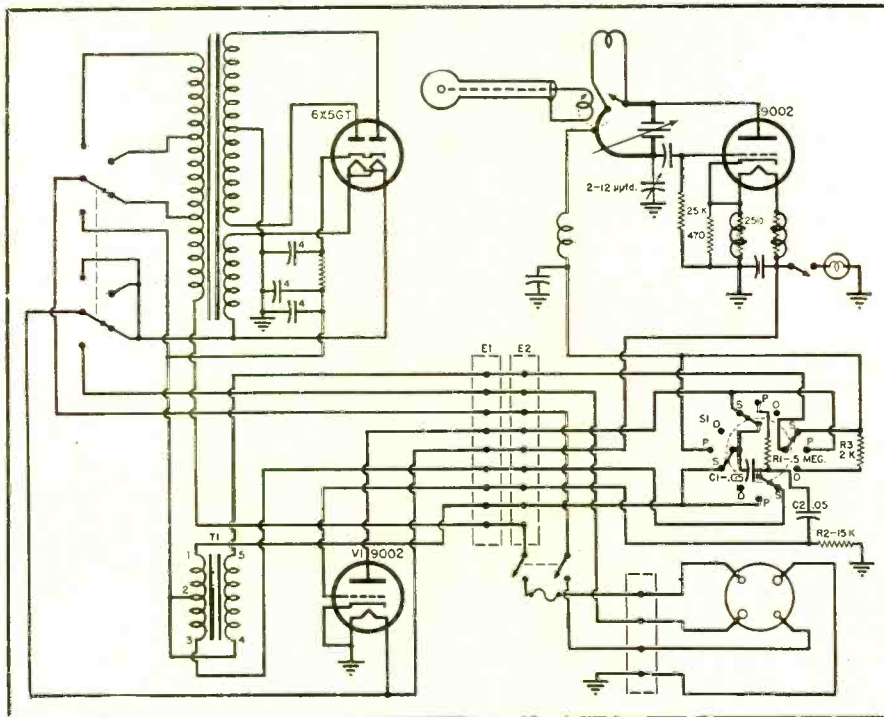 6X5GT
9002
4
4
4
2-12 µµfd.
25 K
470
25Ω
E1
E2
S
P
O
S1
O
P
S
R1-.5 MEG.
S
P
O
R3
2 K
C1-.05
O
S
P
C2 .05
R2-15 K
T1
1
5
2
3
4
V1 9002